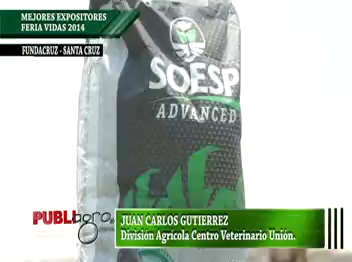 MEJORES EXPOSITORES
FERIA VIDAS 2014
FUNDACRUZ - SANTA CRUZ
SOESP
ADVANCED
PUBLIagro
JUAN CARLOS GUTIERREZ
División Agrícola Centro Veterinario Unión.